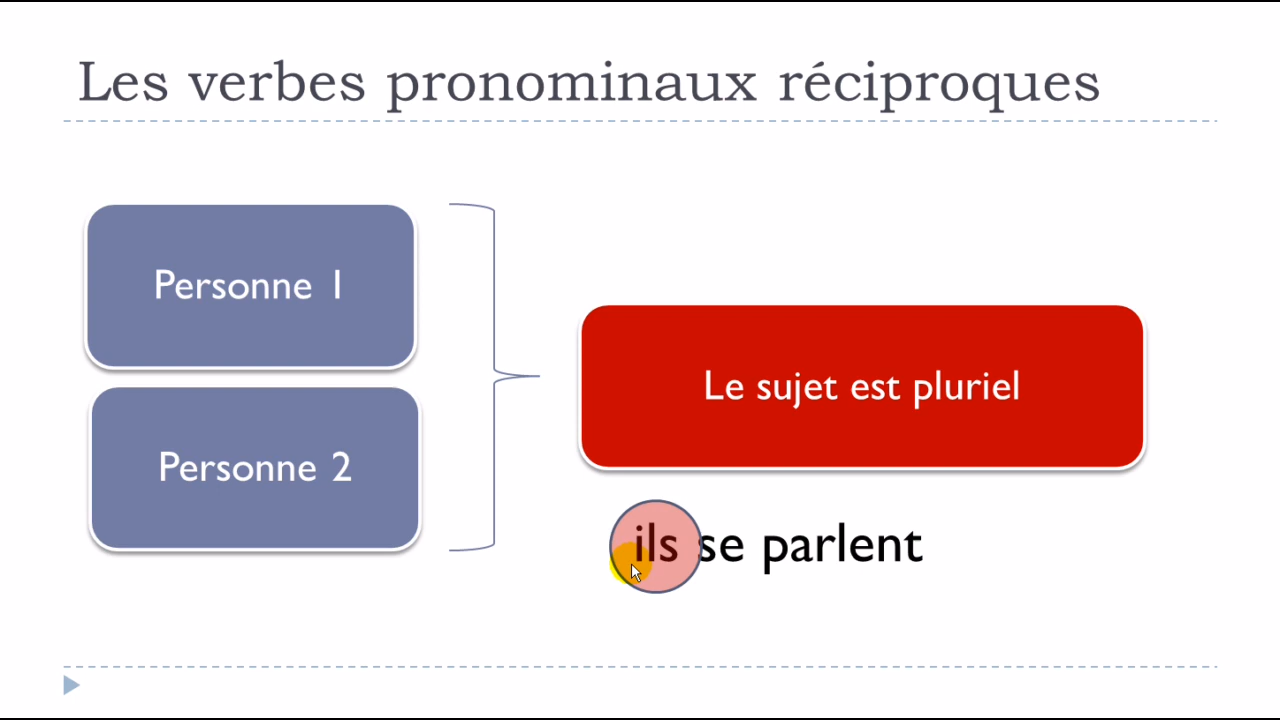 Les verbes pronominaux réciproques
Personne 1
Personne 2
Le sujet est pluriel
ils se parlent